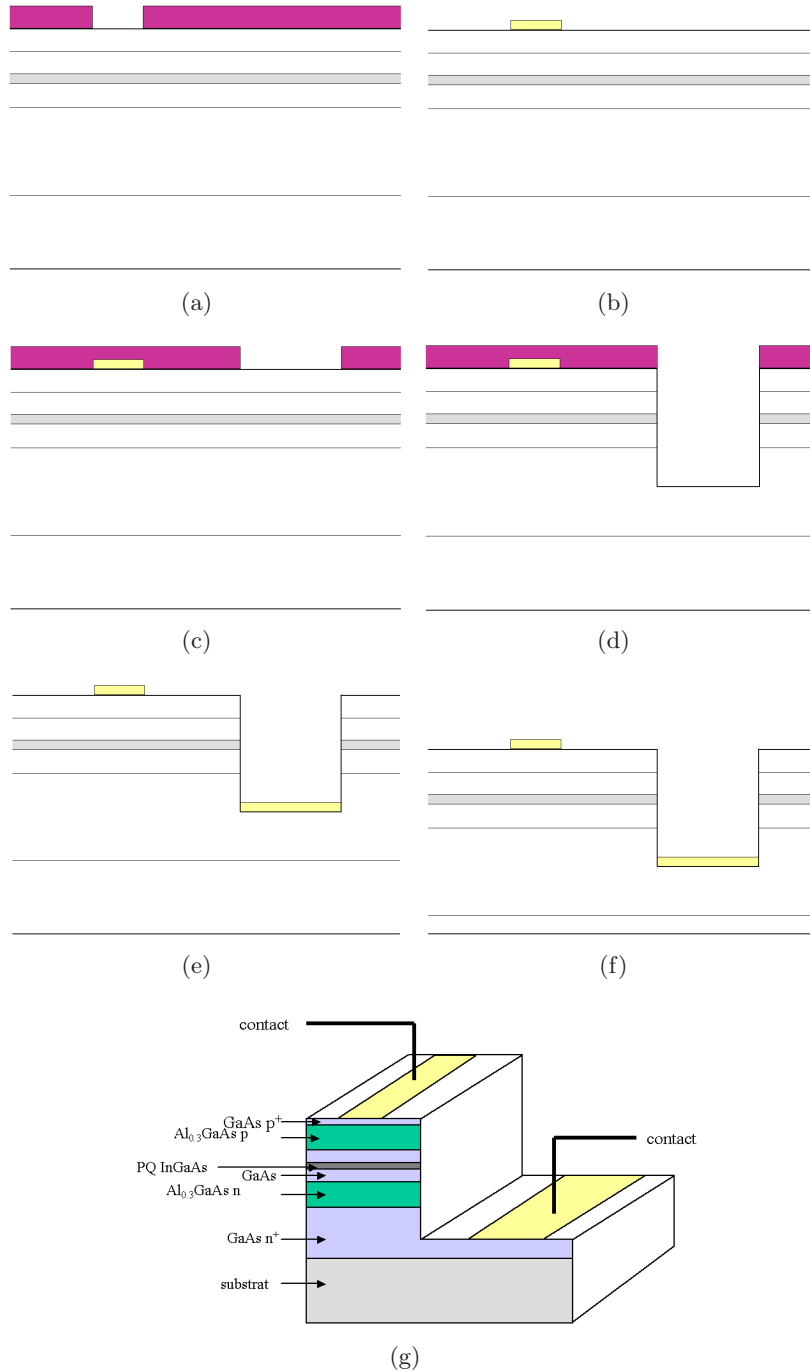 (a)
(b)
(c)
(d)
(e)
(f)
contact
GaAs p⁺
Al₀.₃GaAs p
PQ InGaAs
GaAs
Al₀.₃GaAs n
GaAs n⁺
substrat
contact
(g)